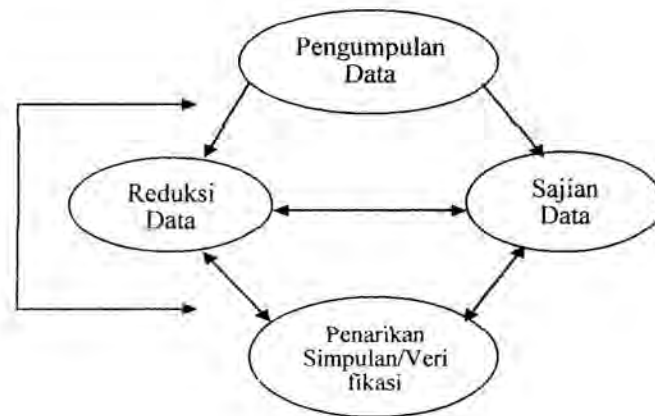 Pengumpulan
Data
Reduksi
Data
Sajian
Data
Penarikan
Simpulan/Veri
fikasi